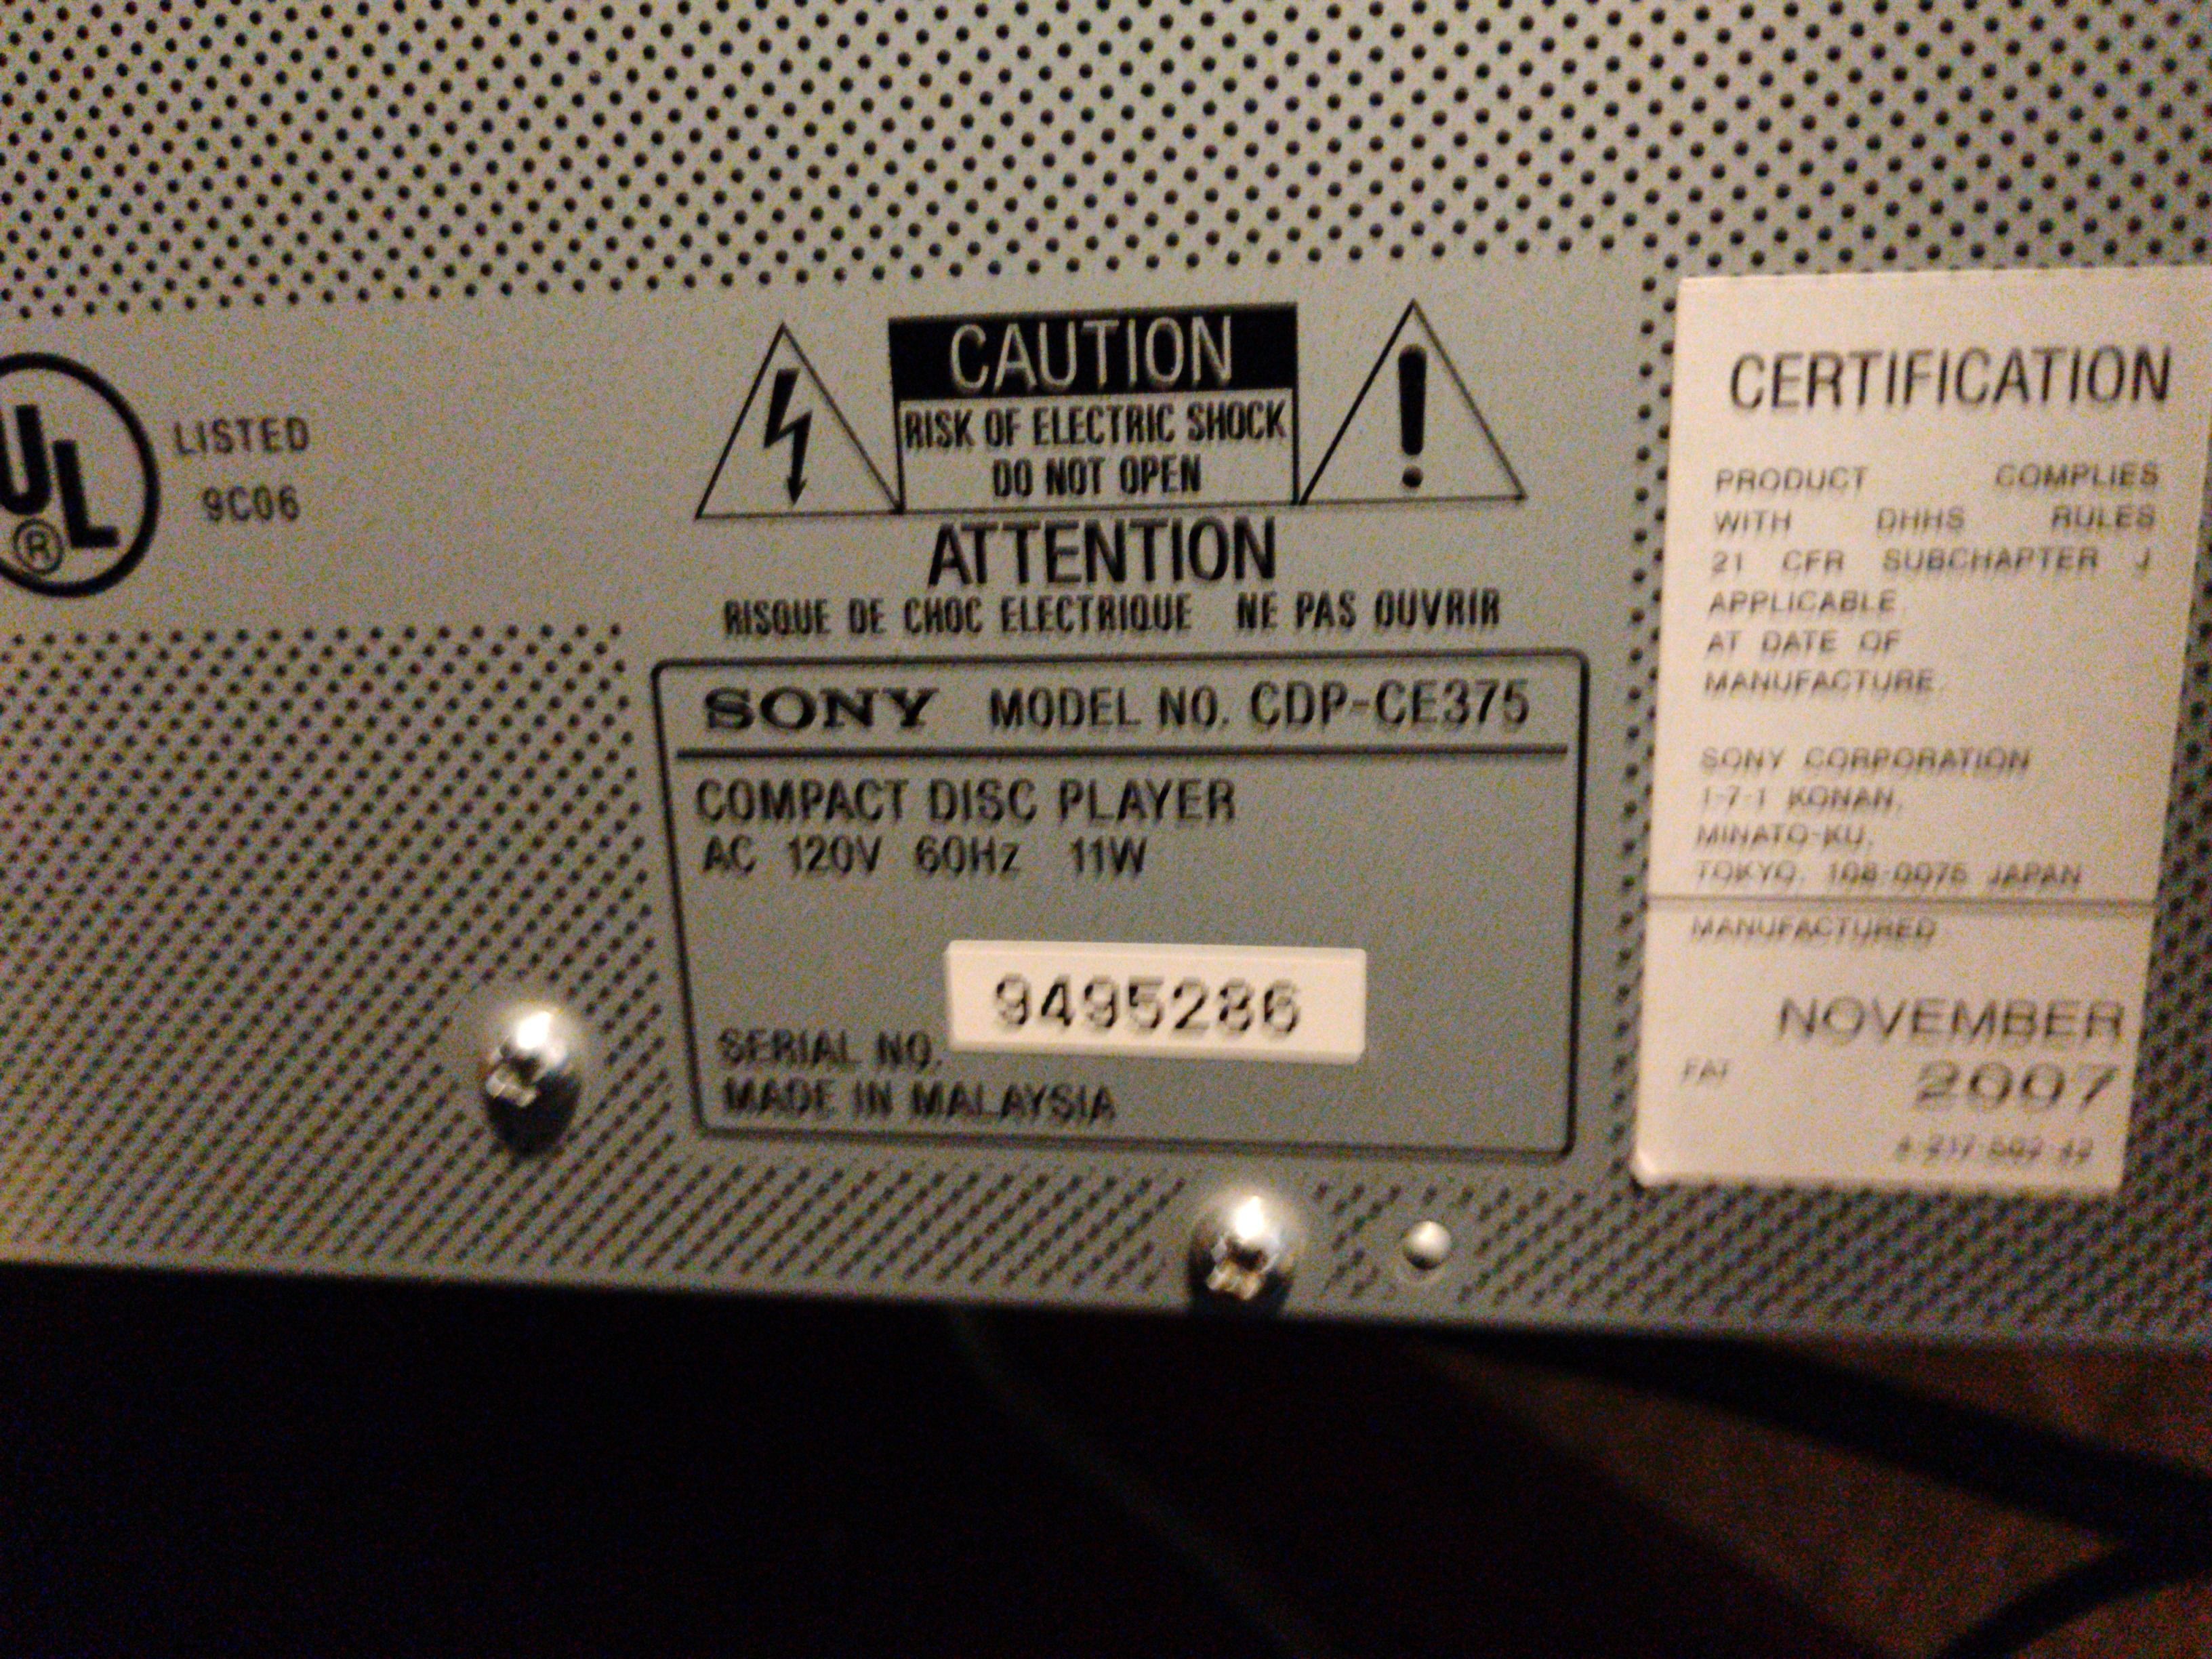 UL
®
LISTED
9C06
CAUTION
RISK OF ELECTRIC SHOCK
DO NOT OPEN
ATTENTION
RISQUE DE CHOC ELECTRIQUE NE PAS OUVRIR
SONY MODEL NO. CDP-CE375
COMPACT DISC PLAYER
AC 120V 60Hz 11W
9495286
SERIAL NO.
MADE IN MALAYSIA
CERTIFICATION
PRODUCT COMPLIES
WITH DHHS RULES
21 CFR SUBCHAPTER J
APPLICABLE
AT DATE OF
MANUFACTURE.
SONY CORPORATION
1-7-1 KONAN,
MINATO-KU,
TOKYO, 108-0075 JAPAN
MANUFACTURED
NOVEMBER
2007